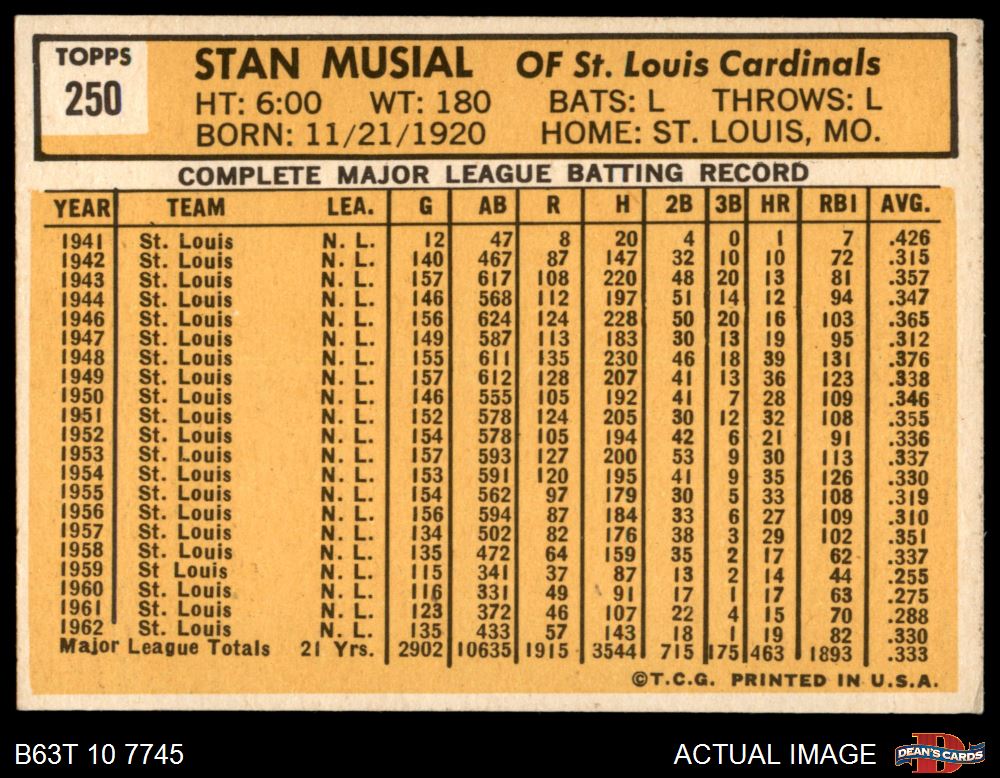 TOPPS
250
STAN MUSIAL OF St. Louis Cardinals
HT: 6:00 WT: 180 BATS: L THROWS: L
BORN: 11/21/1920 HOME: ST. LOUIS, MO.
COMPLETE MAJOR LEAGUE BATTING RECORD
YEAR TEAM LEA. G AB R H 2B 3B HR RBI AVG.
1941 St. Louis N. L. 12 47 8 20 4 0 1 7 .426
1942 St. Louis N. L. 140 467 87 147 32 10 10 72 .315
1943 St. Louis N. L. 157 617 108 220 48 20 13 81 .357
1944 St. Louis N. L. 146 568 112 197 51 14 12 94 .347
1946 St. Louis N. L. 156 624 124 228 50 20 16 103 .365
1947 St. Louis N. L. 149 587 113 183 30 13 19 95 .312
1948 St. Louis N. L. 155 611 135 230 46 18 39 131 .376
1949 St. Louis N. L. 157 612 128 207 41 13 36 123 .338
1950 St. Louis N. L. 146 555 105 192 41 7 28 109 .346
1951 St. Louis N. L. 152 578 124 205 30 12 32 108 .355
1952 St. Louis N. L. 154 578 105 194 42 6 21 91 .336
1953 St. Louis N. L. 157 593 127 200 53 9 30 113 .337
1954 St. Louis N. L. 153 591 120 195 41 9 35 126 .330
1955 St. Louis N. L. 154 562 97 179 30 5 33 108 .319
1956 St. Louis N. L. 156 594 87 184 33 6 27 109 .310
1957 St. Louis N. L. 134 502 82 176 38 3 29 102 .351
1958 St. Louis N. L. 135 472 64 159 35 2 17 62 .337
1959 St Louis N. L. 115 341 37 87 13 2 14 44 .255
1960 St. Louis N. L. 116 331 49 91 17 1 17 63 .275
1961 St. Louis N. L. 123 372 46 107 22 4 15 70 .288
1962 St. Louis N. L. 135 433 57 143 18 1 19 82 .330
Major League Totals 21 Yrs. 2902 10635 1915 3544 715 175 463 1893 .333
©T.C.G. PRINTED IN U.S.A.
B63T 10 7745
ACTUAL IMAGE
D
DEAN'S CARDS